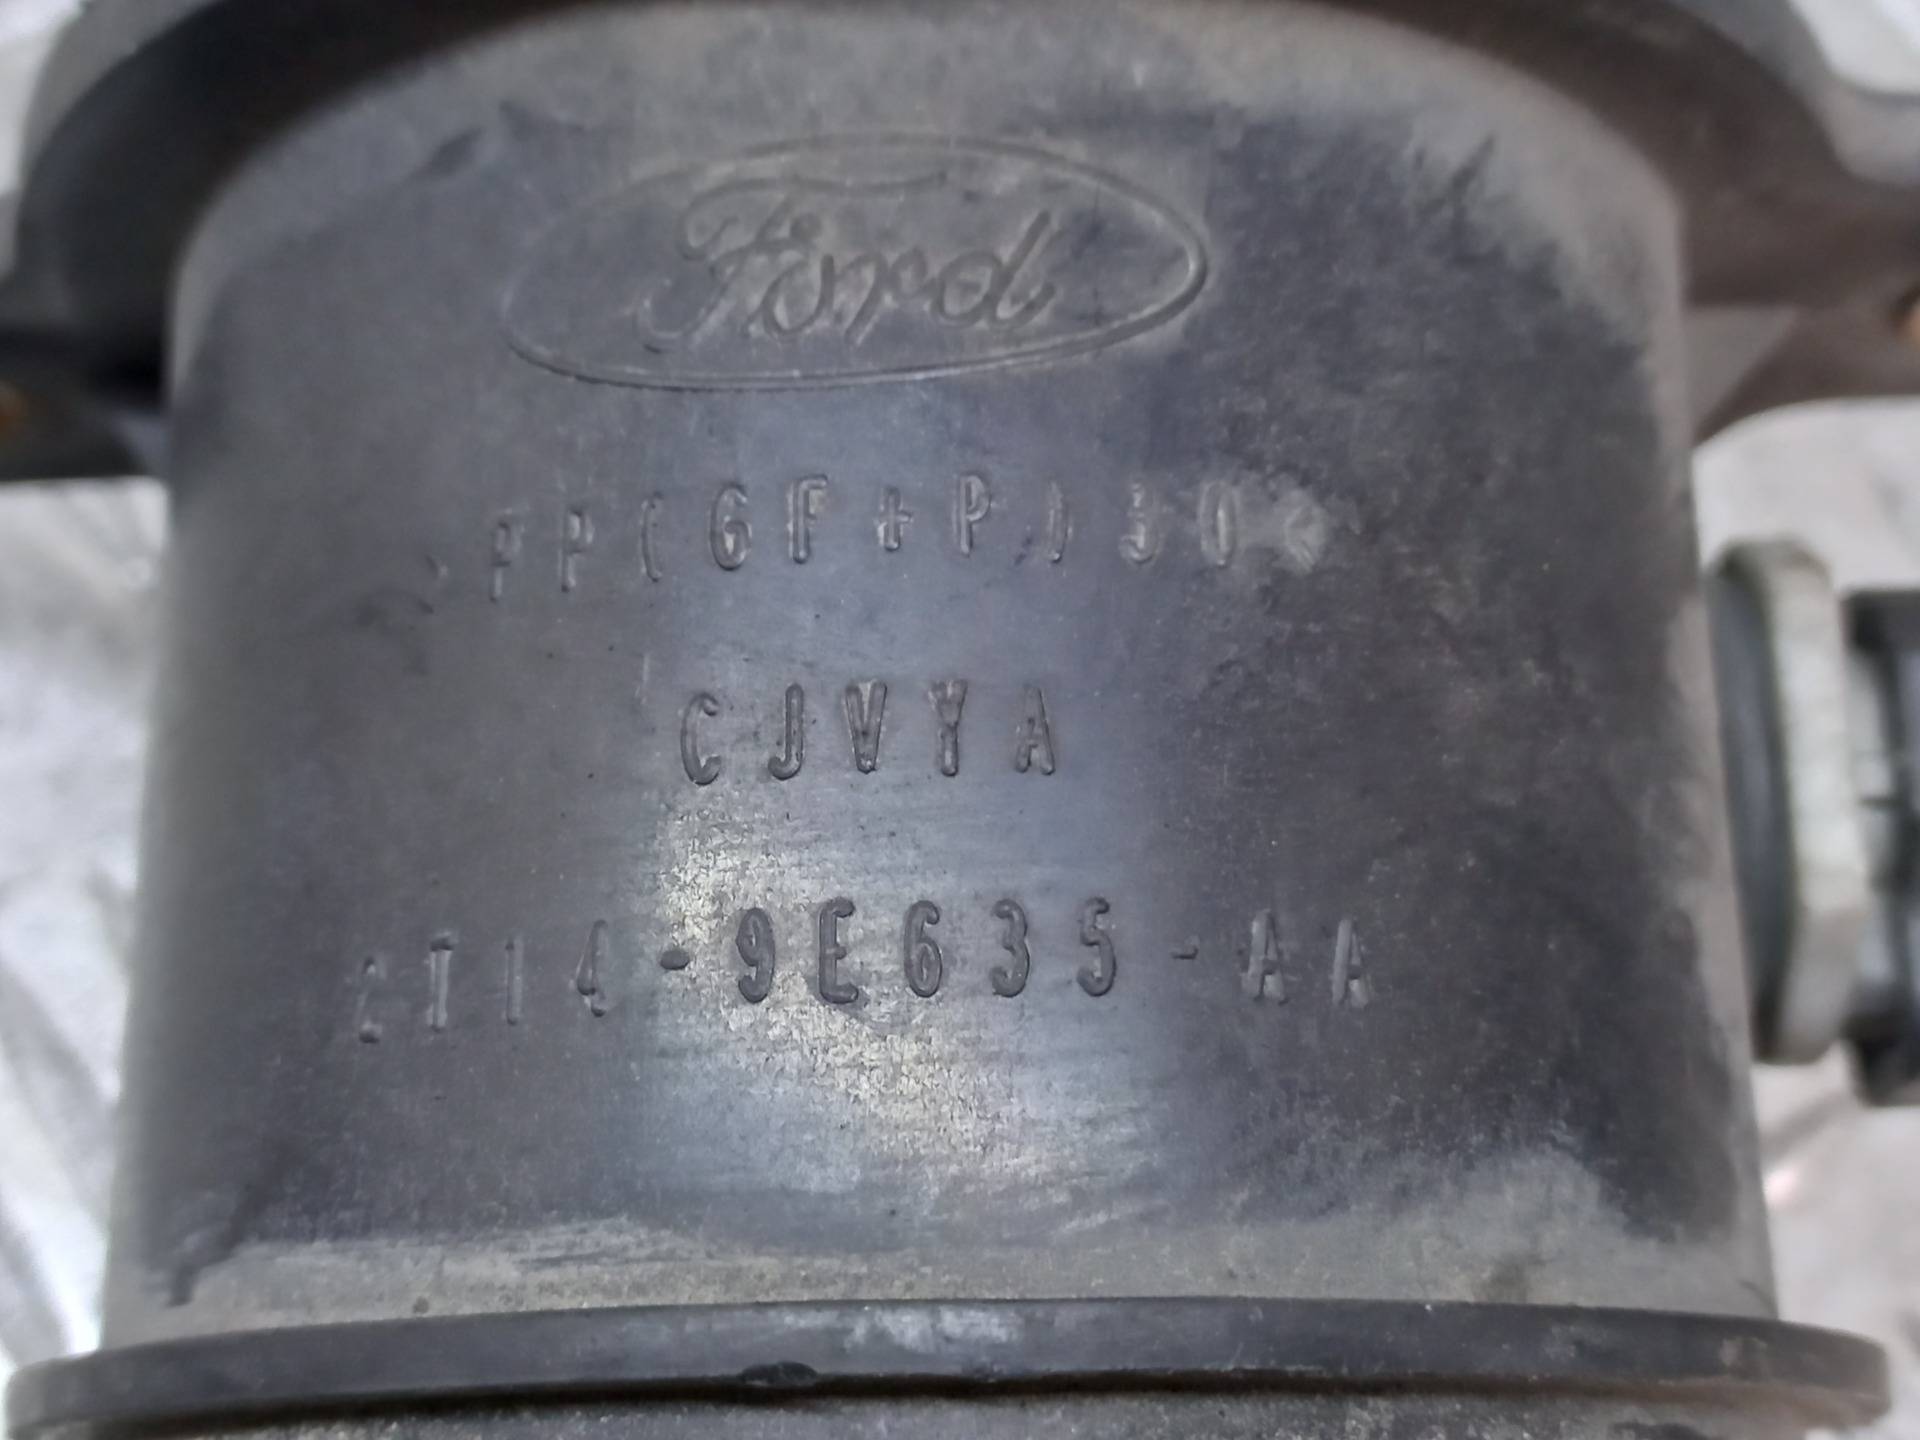 Ford
>PP(GF+P)30<
CJVYA
2T14-9E635-AA